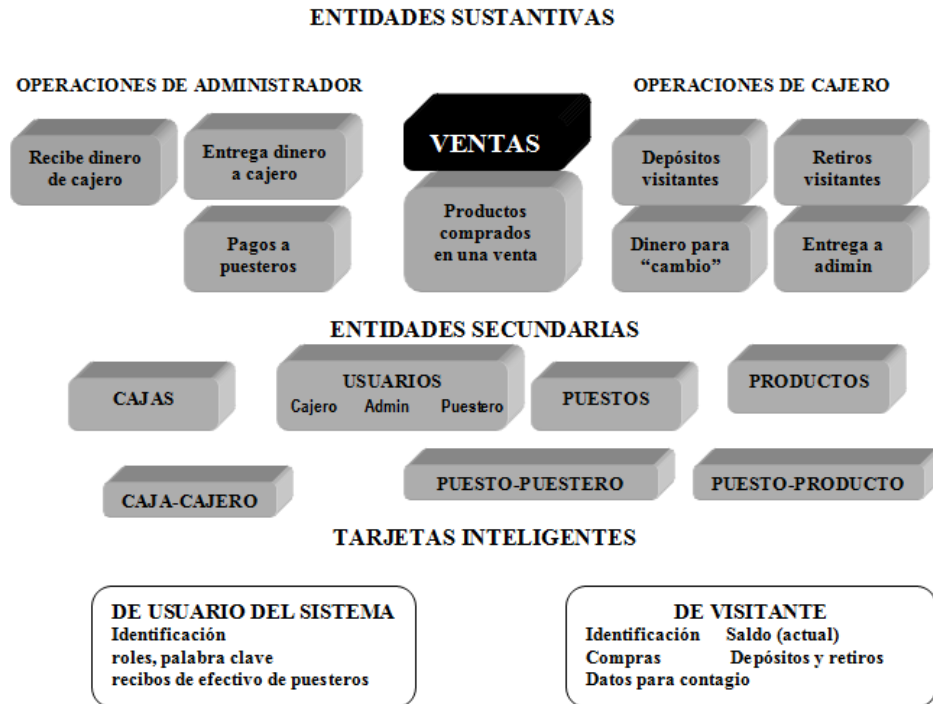 ENTIDADES SUSTANTIVAS
OPERACIONES DE ADMINISTRADOR
OPERACIONES DE CAJERO
Recibe dinero
de cajero
Entrega dinero
a cajero
Pagos a
puesteros
VENTAS
Productos
comprados
en una venta
Depósitos
visitantes
Retiros
visitantes
Dinero para
“cambio”
Entrega a
adimin
ENTIDADES SECUNDARIAS
CAJAS
USUARIOS
Cajero Admin Puestero
PUESTOS
PRODUCTOS
CAJA-CAJERO
PUESTO-PUESTERO
PUESTO-PRODUCTO
TARJETAS INTELIGENTES
DE USUARIO DEL SISTEMA
Identificación
roles, palabra clave
recibos de efectivo de puesteros
DE VISITANTE
Identificación Saldo (actual)
Compras Depósitos y retiros
Datos para contagio